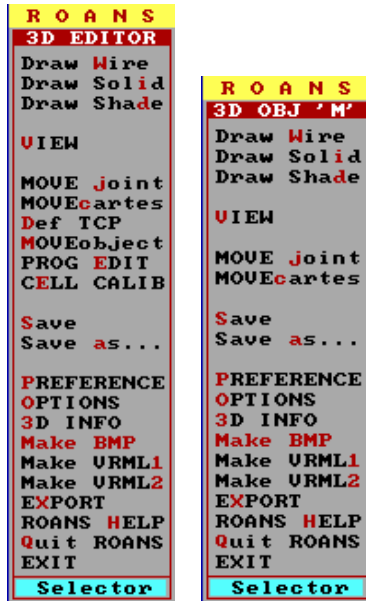 R O A N S
3D EDITOR
Draw Wire
Draw Solid
Draw Shade
VIEW
MOVE joint
MOVEcartes
Def TCP
MOVEobject
PROG EDIT
CELL CALIB
Save
Save as...
PREFERENCE
OPTIONS
3D INFO
Make BMP
Make VRML1
Make VRML2
EXPORT
ROANS HELP
Quit ROANS
EXIT
Selector
R O A N S
3D OBJ 'M'
Draw Wire
Draw Solid
Draw Shade
VIEW
MOVE joint
MOVEcartes
Save
Save as...
PREFERENCE
OPTIONS
3D INFO
Make BMP
Make VRML1
Make VRML2
EXPORT
ROANS HELP
Quit ROANS
EXIT
Selector